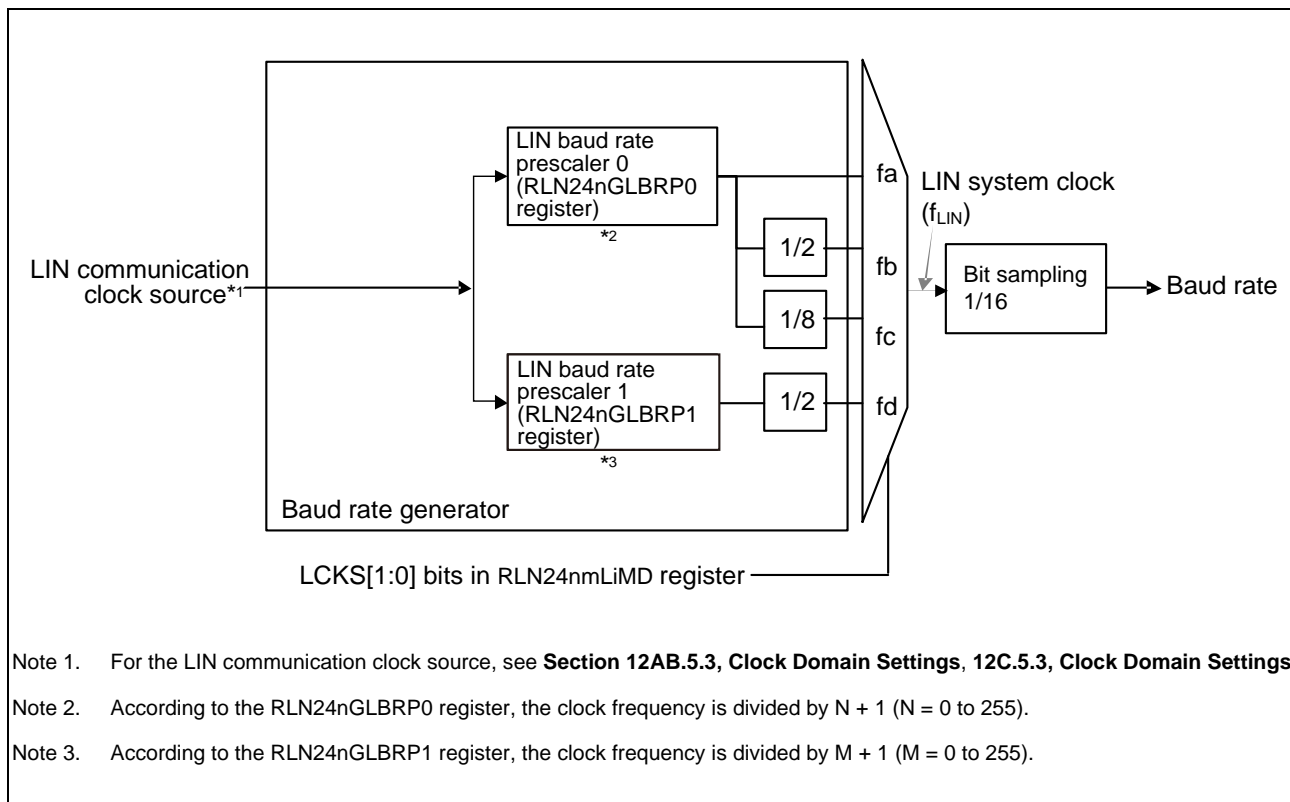 LIN baud rate
prescaler 0
(RLN24nGLBRP0
register)
*2
fa
LIN system clock
(fLIN)
1/2
fb
LIN communication
clock source*1
Bit sampling
1/16
Baud rate
1/8
fc
LIN baud rate
prescaler 1
(RLN24nGLBRP1
register)
*3
1/2
fd
Baud rate generator
LCKS[1:0] bits in RLN24nmLiMD register
Note 1. For the LIN communication clock source, see Section 12AB.5.3, Clock Domain Settings, 12C.5.3, Clock Domain Settings
Note 2. According to the RLN24nGLBRP0 register, the clock frequency is divided by N + 1 (N = 0 to 255).
Note 3. According to the RLN24nGLBRP1 register, the clock frequency is divided by M + 1 (M = 0 to 255).